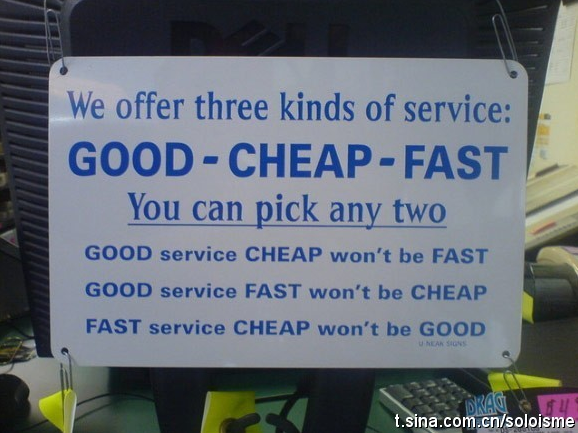 DELL
We offer three kinds of service:
GOOD - CHEAP - FAST
You can pick any two
GOOD service CHEAP won't be FAST
GOOD service FAST won't be CHEAP
FAST service CHEAP won't be GOOD
U NEAK SIGNS
$4
t.sina.com.cn/soloisme